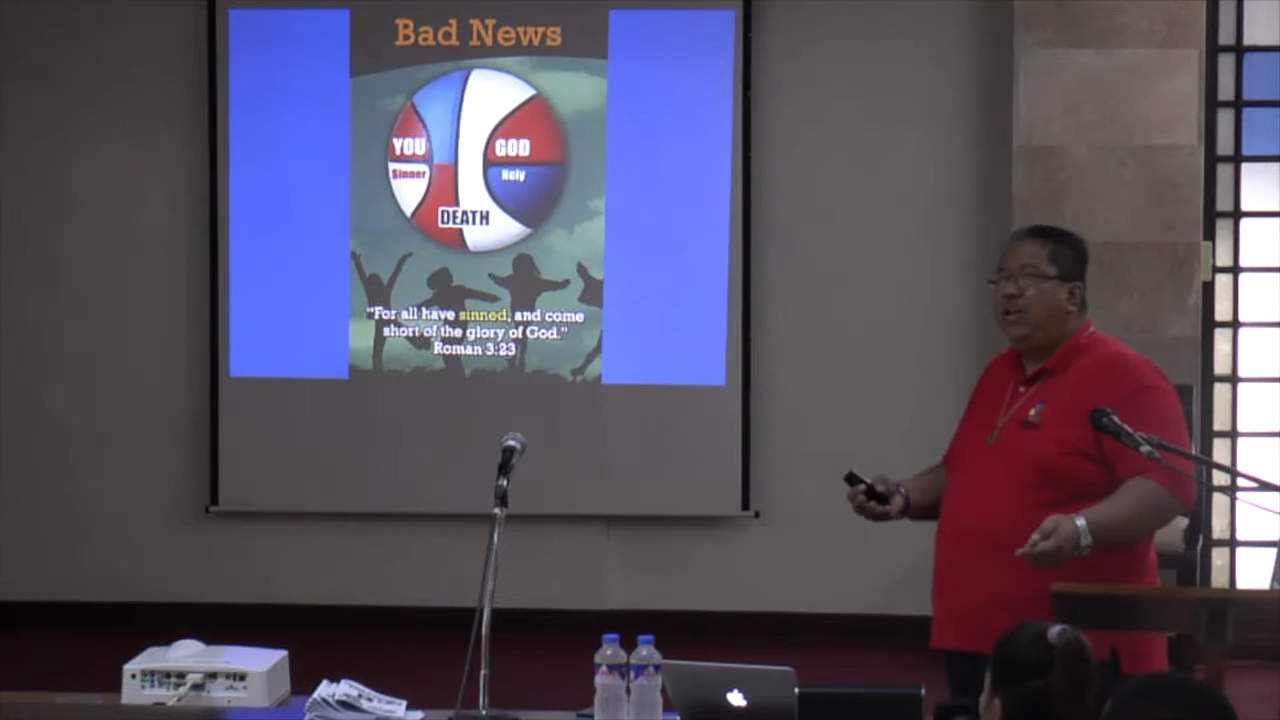 Bad News
YOU
GOD
Sinner
Holy
DEATH
"For all have sinned, and come
short of the glory of God."
Roman 3:23